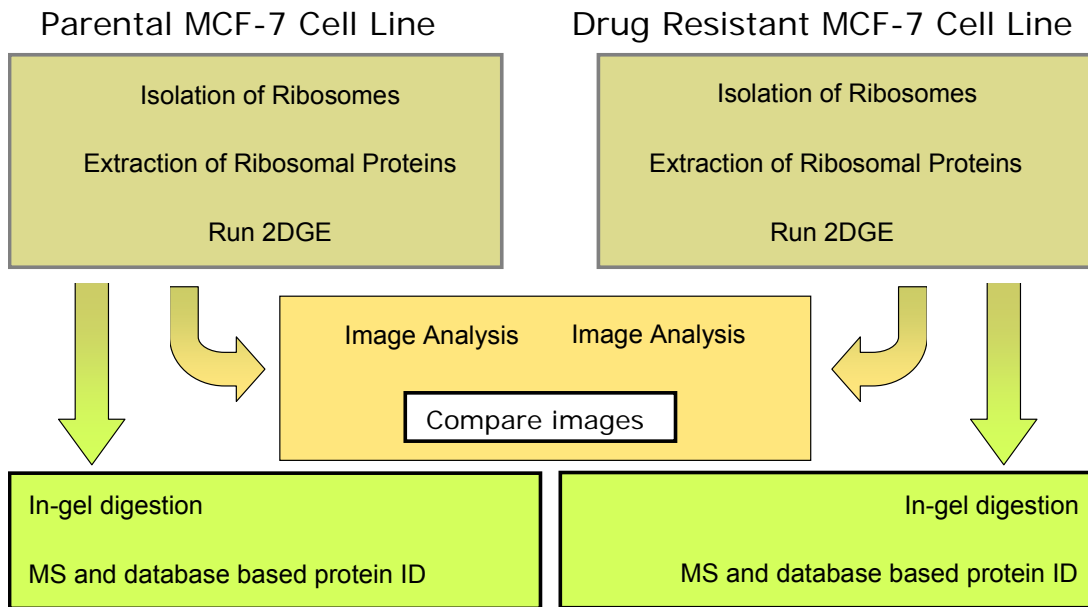 Parental MCF-7 Cell Line
Drug Resistant MCF-7 Cell Line
Isolation of Ribosomes
Extraction of Ribosomal Proteins
Run 2DGE
Isolation of Ribosomes
Extraction of Ribosomal Proteins
Run 2DGE
Image Analysis
Image Analysis
Compare images
In-gel digestion
MS and database based protein ID
In-gel digestion
MS and database based protein ID